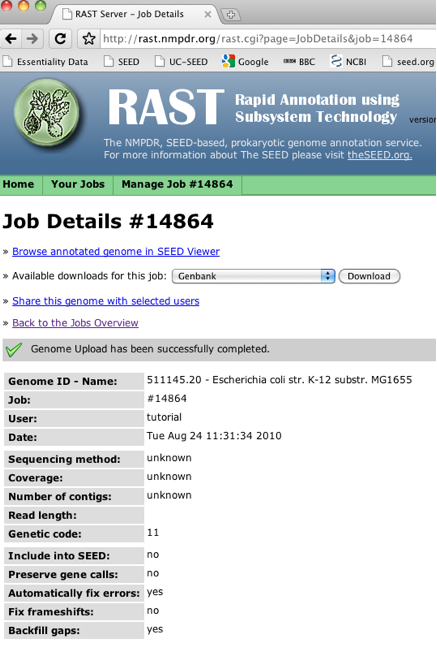 RAST Server – Job Details
http://rast.nmpdr.org/rast.cgi?page=JobDetails&job=14864
Essentiality Data SEED UC-SEED Google BBC NCBI seed.org
RAST Rapid Annotation using
Subsystem Technology version
The NMPDR, SEED-based, prokaryotic genome annotation service.
For more information about The SEED please visit theSEED.org.
Home Your Jobs Manage Job #14864
Job Details #14864
» Browse annotated genome in SEED Viewer
» Available downloads for this job: Genbank Download
» Share this genome with selected users
» Back to the Jobs Overview
Genome Upload has been successfully completed.
Genome ID - Name: 511145.20 - Escherichia coli str. K-12 substr. MG1655
Job: #14864
User: tutorial
Date: Tue Aug 24 11:31:34 2010
Sequencing method: unknown
Coverage: unknown
Number of contigs: unknown
Read length:
Genetic code: 11
Include into SEED: no
Preserve gene calls: no
Automatically fix errors: yes
Fix frameshifts: no
Backfill gaps: yes